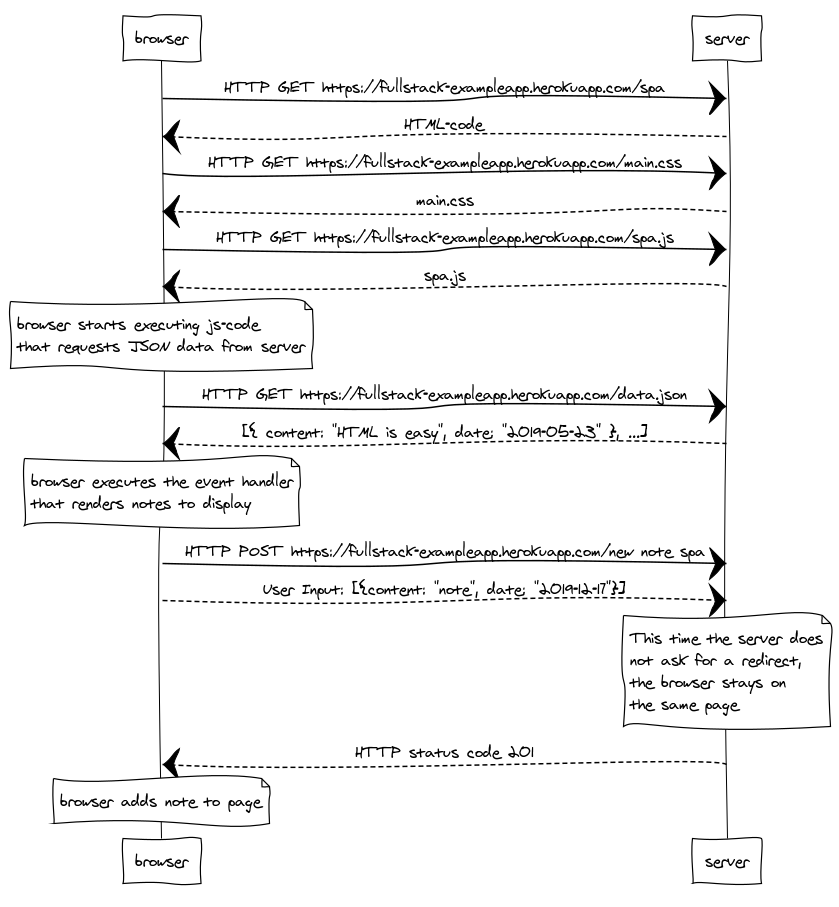 browser
server
HTTP GET https://fullstack-exampleapp.herokuapp.com/spa
HTML-code
HTTP GET https://fullstack-exampleapp.herokuapp.com/main.css
main.css
HTTP GET https://fullstack-exampleapp.herokuapp.com/spa.js
spa.js
browser starts executing js-code
that requests JSON data from server
HTTP GET https://fullstack-exampleapp.herokuapp.com/data.json
[{ content: "HTML is easy", date: "2019-05-23" }, ...]
browser executes the event handler
that renders notes to display
HTTP POST https://fullstack-exampleapp.herokuapp.com/new note spa
User Input: [{content: "note", date: "2019-12-17"}]
This time the server does
not ask for a redirect,
the browser stays on
the same page
HTTP status code 201
browser adds note to page
browser
server